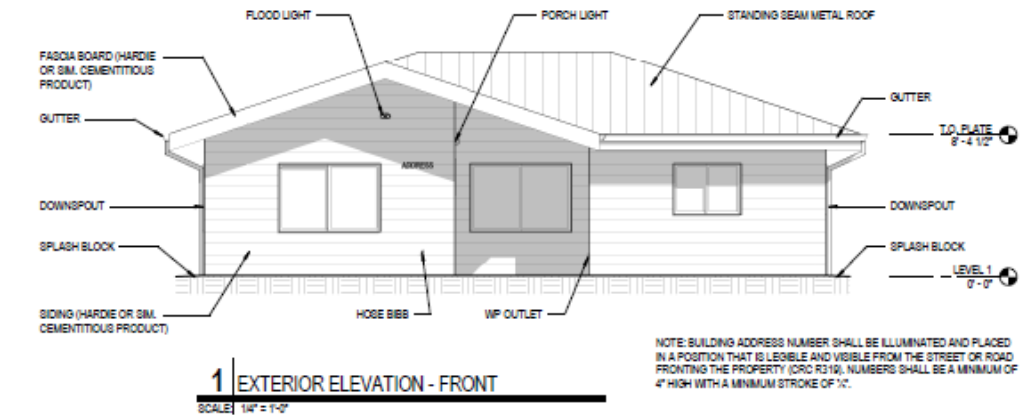 FLOOD LIGHT
PORCH LIGHT
STANDING SEAM METAL ROOF
FASCIA BOARD (HARDIE
OR SIM. CEMENTITIOUS
PRODUCT)
GUTTER
GUTTER
T.O. PLATE
8' - 4 1/2"
ADDRESS
DOWNSPOUT
DOWNSPOUT
SPLASH BLOCK
SPLASH BLOCK
LEVEL 1
0' - 0"
SIDING (HARDIE OR SIM.
CEMENTITIOUS PRODUCT)
HOSE BIBB
WP OUTLET
NOTE: BUILDING ADDRESS NUMBER SHALL BE ILLUMINATED AND PLACED
IN A POSITION THAT IS LEGIBLE AND VISIBLE FROM THE STREET OR ROAD
FRONTING THE PROPERTY (CRC R319). NUMBERS SHALL BE A MINIMUM OF
4" HIGH WITH A MINIMUM STROKE OF
1 EXTERIOR ELEVATION - FRONT
SCALE: 1/4" = 1'-0"